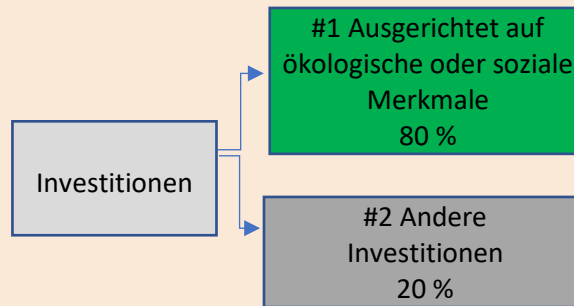 #1 Ausgerichtet auf
ökologische oder soziale
Merkmale
80 %
Investitionen
#2 Andere
Investitionen
20 %